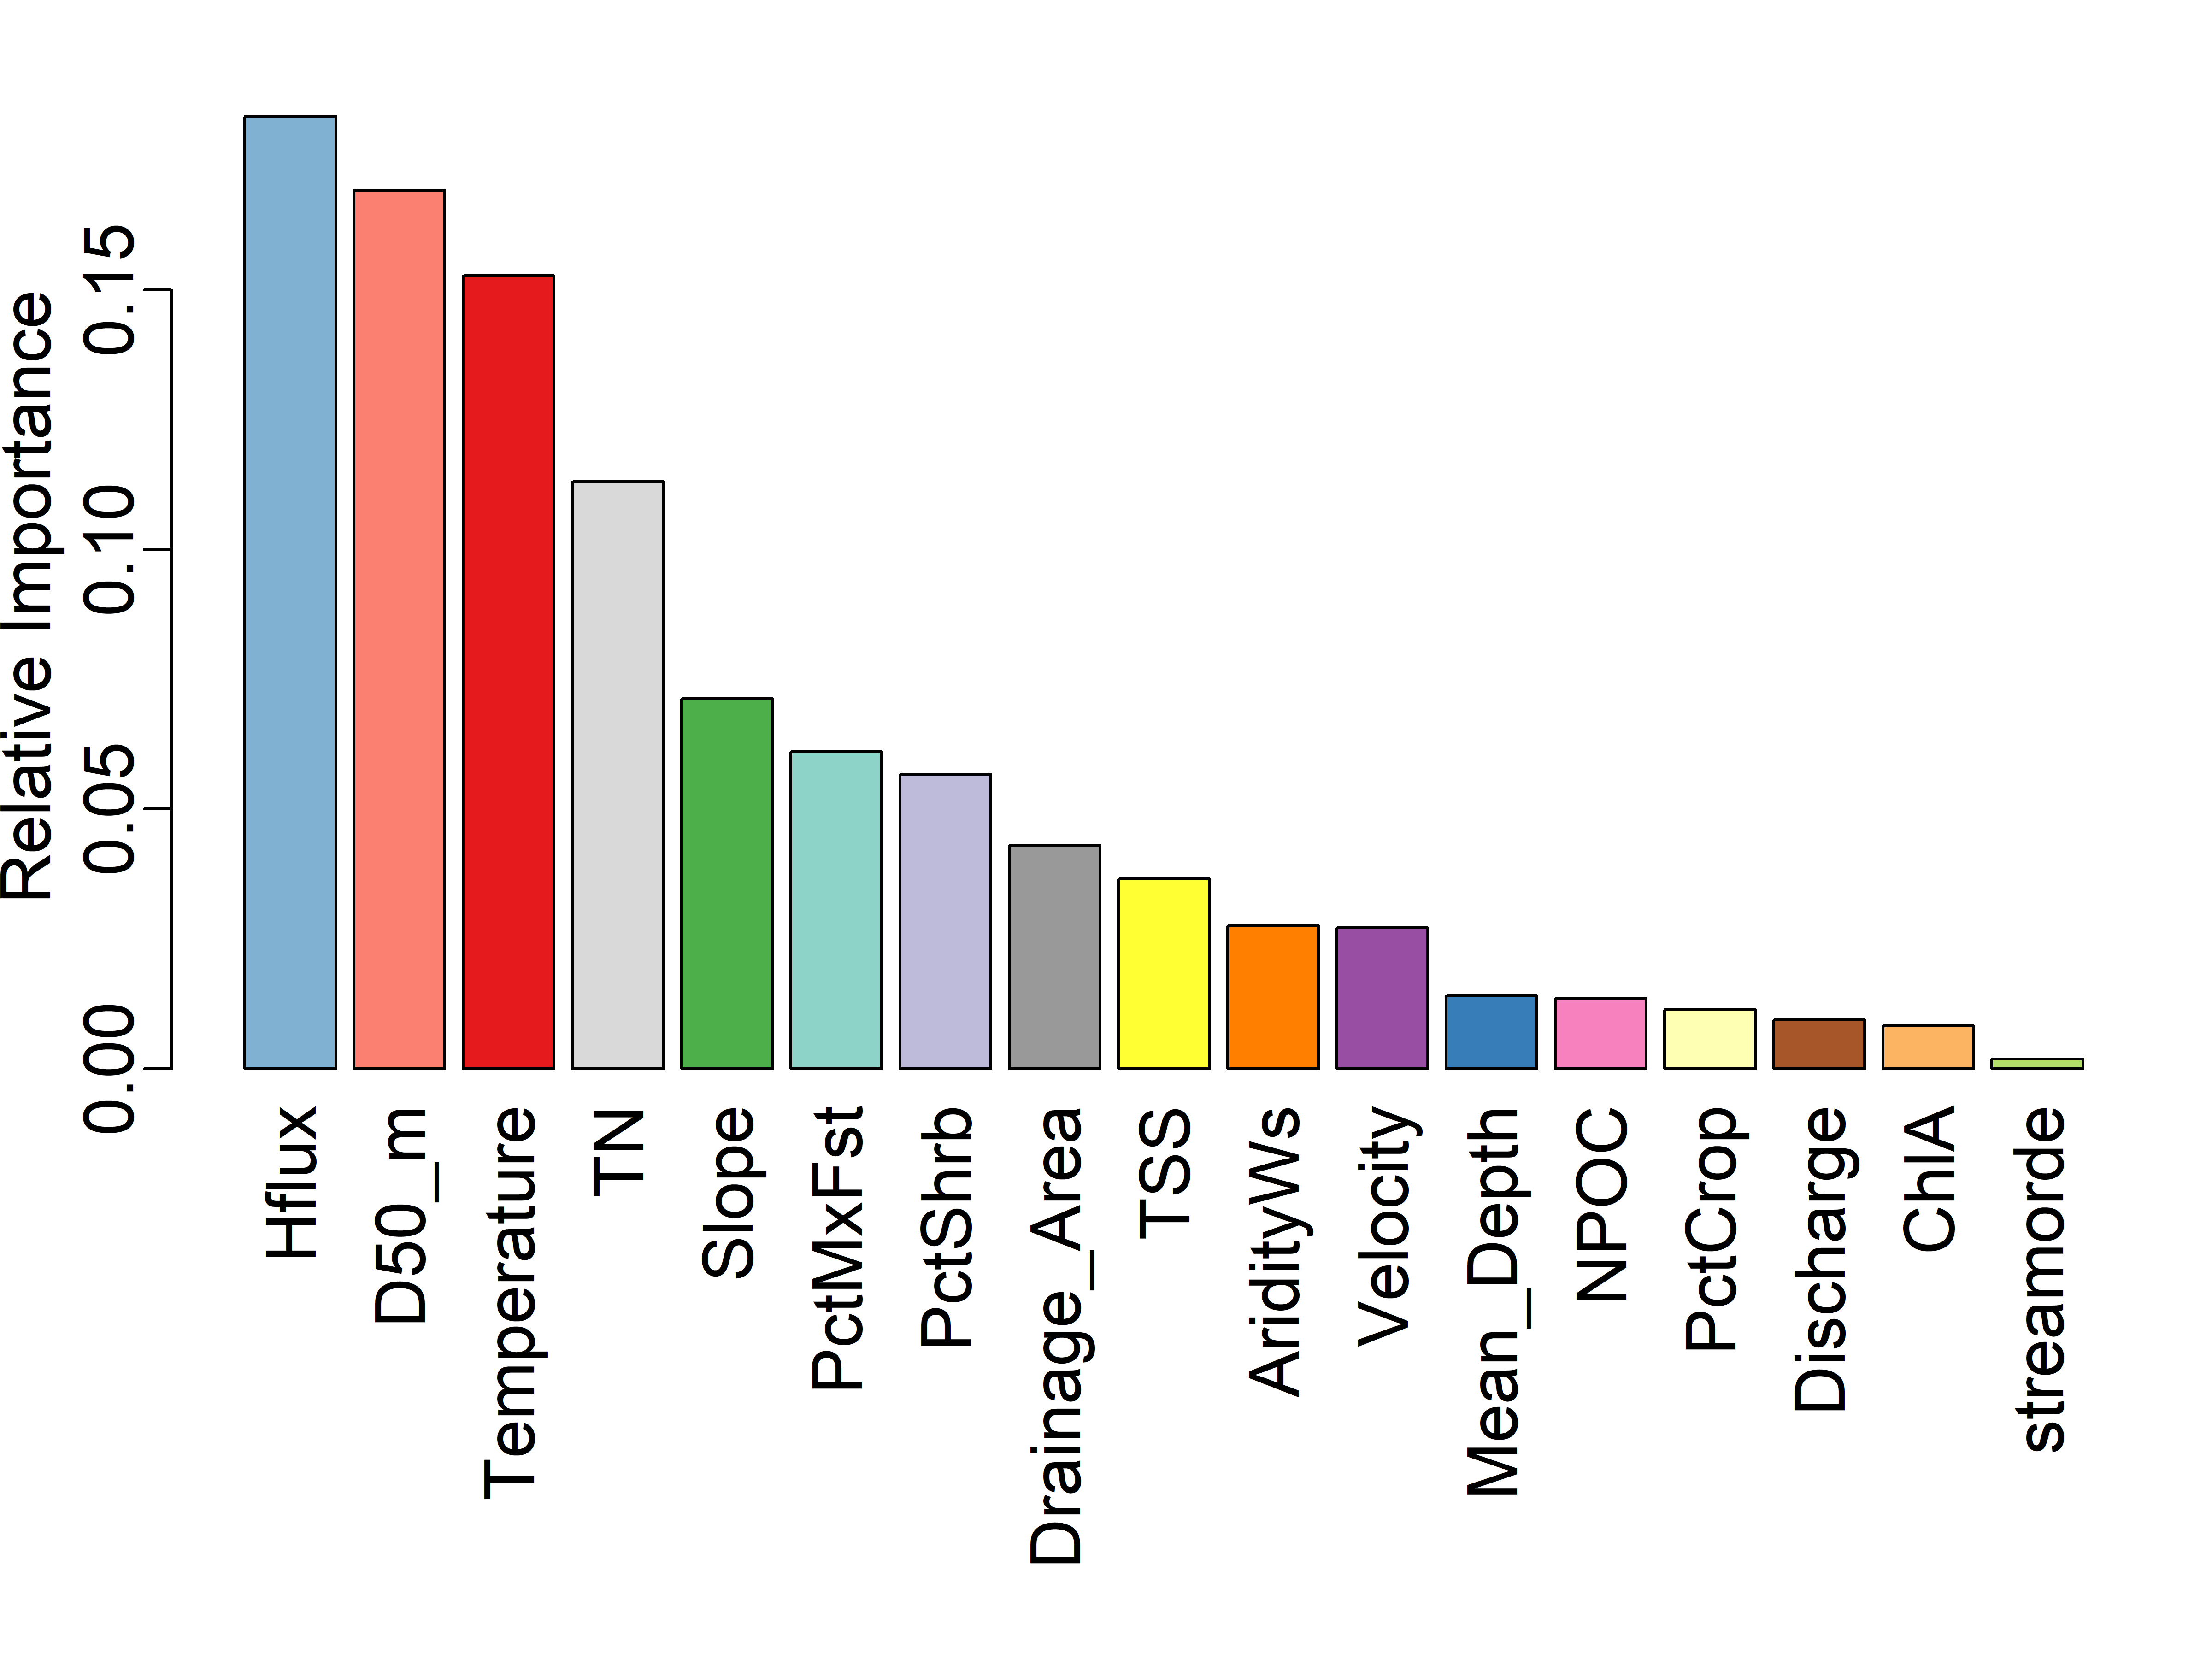 Relative Importance
0.15
0.10
0.05
0.00
Hflux
D50_m
Temperature
TN
Slope
PctMxFst
PctShrb
Drainage_Area
TSS
AridityWs
Velocity
Mean_Depth
NPOC
PctCrop
Discharge
ChlA
streamorde